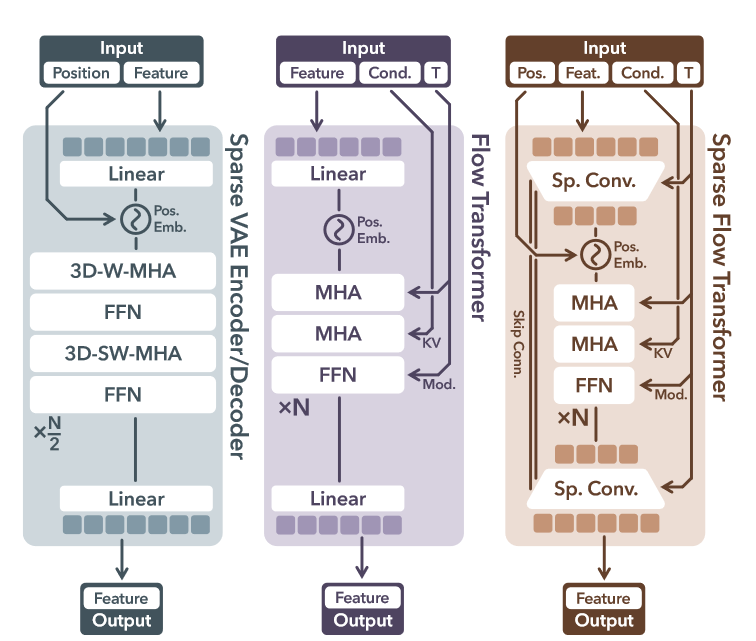 Input
Position
Feature
Linear
Pos.
Emb.
3D-W-MHA
FFN
3D-SW-MHA
FFN
×N/2
Linear
Feature
Output
Sparse VAE Encoder/Decoder
Input
Feature
Cond.
T
Linear
Pos.
Emb.
MHA
MHA
KV
FFN
Mod.
×N
Linear
Feature
Output
Flow Transformer
Input
Pos.
Feat.
Cond.
T
Sp. Conv.
Pos.
Emb.
MHA
MHA
KV
FFN
Mod.
×N
Skip Conn.
Sp. Conv.
Feature
Output
Sparse Flow Transformer